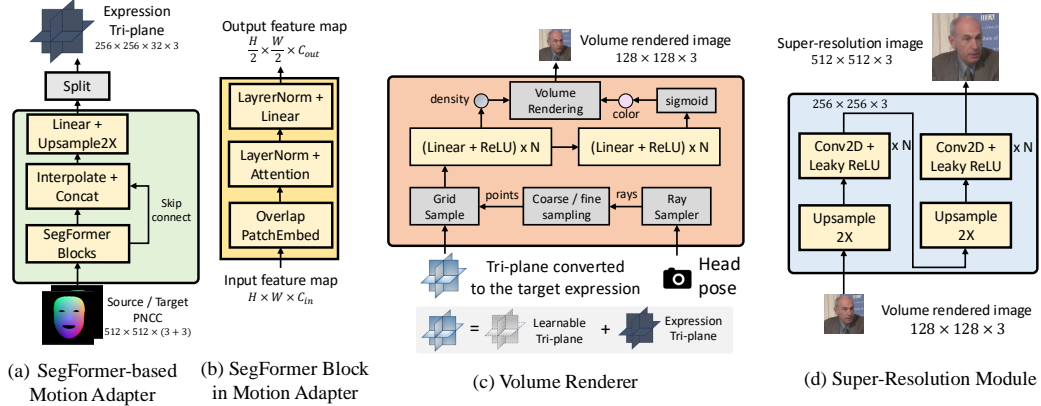 Expression
Tri-plane
256 × 256 × 32 × 3
Split
Linear +
Upsample2X
Interpolate +
Concat
Skip
connect
SegFormer
Blocks
Source / Target
PNCC
512 × 512 × (3 + 3)
(a) SegFormer-based
Motion Adapter
Output feature map
H/2 × W/2 × C_out
LayrerNorm +
Linear
LayerNorm +
Attention
Overlap
PatchEmbed
Input feature map
H × W × C_in
(b) SegFormer Block
in Motion Adapter
Volume rendered image
128 × 128 × 3
density
Volume
Rendering
color
sigmoid
(Linear + ReLU) x N
(Linear + ReLU) x N
Grid
Sample
points
Coarse / fine
sampling
rays
Ray
Sampler
Tri-plane converted
to the target expression
Head
pose
=
Learnable
Tri-plane
+
Expression
Tri-plane
(c) Volume Renderer
Super-resolution image
512 × 512 × 3
256 × 256 × 3
Conv2D +
Leaky ReLU
x N
Conv2D +
Leaky ReLU
x N
Upsample
2X
Upsample
2X
Volume rendered image
128 × 128 × 3
(d) Super-Resolution Module